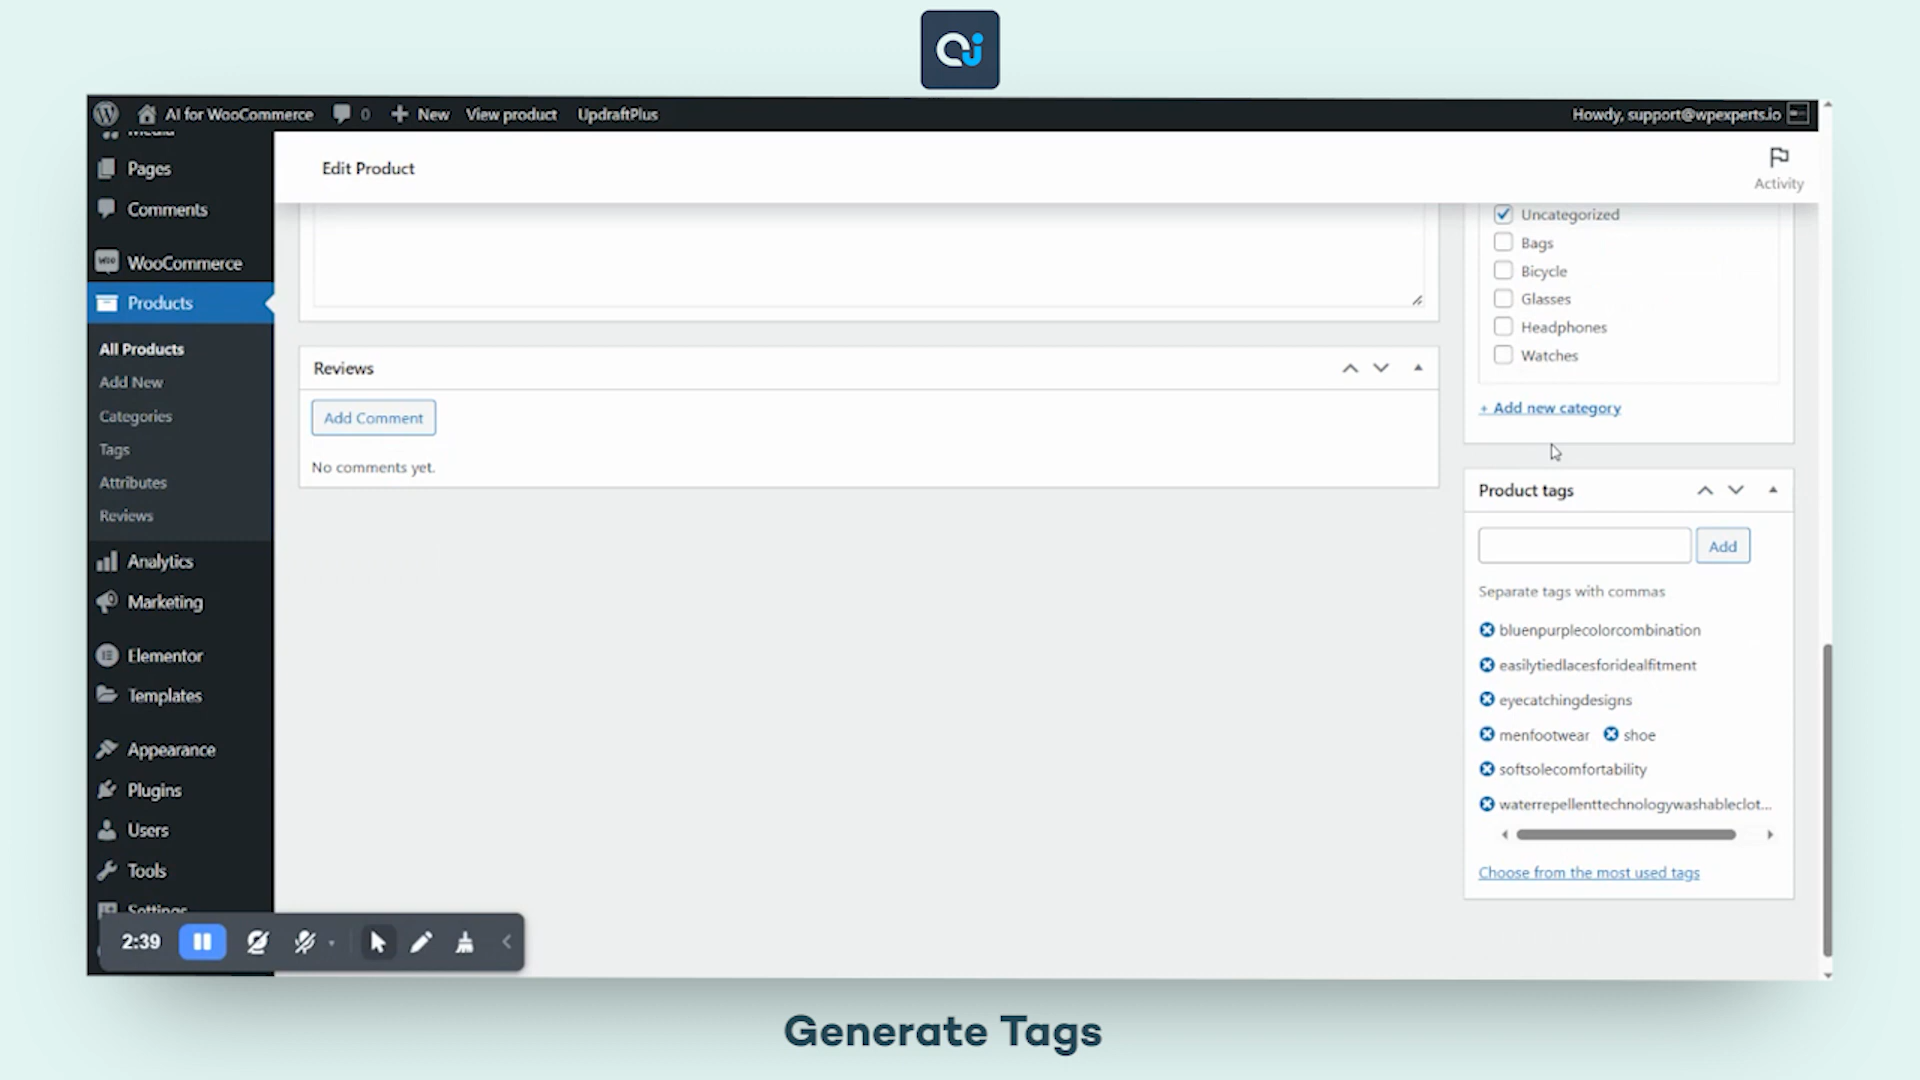 AI for WooCommerce 0 New View product UpdraftPlus Howdy, support@wpexperts.io
Media
Pages
Comments
WooCommerce
Products
All Products
Add New
Categories
Tags
Attributes
Reviews
Analytics
Marketing
Elementor
Templates
Appearance
Plugins
Users
Tools
Settings
2:39
Edit Product
Activity
Reviews
Add Comment
No comments yet.
Uncategorized
Bags
Bicycle
Glasses
Headphones
Watches
+ Add new category
Product tags
Add
Separate tags with commas
bluenpurplecolorcombination
easilytiedlacesforidealfitment
eyecatchingdesigns
menfootwear shoe
softsolecomfortability
waterrepellenttechnologywashableclot...
Choose from the most used tags
Generate Tags